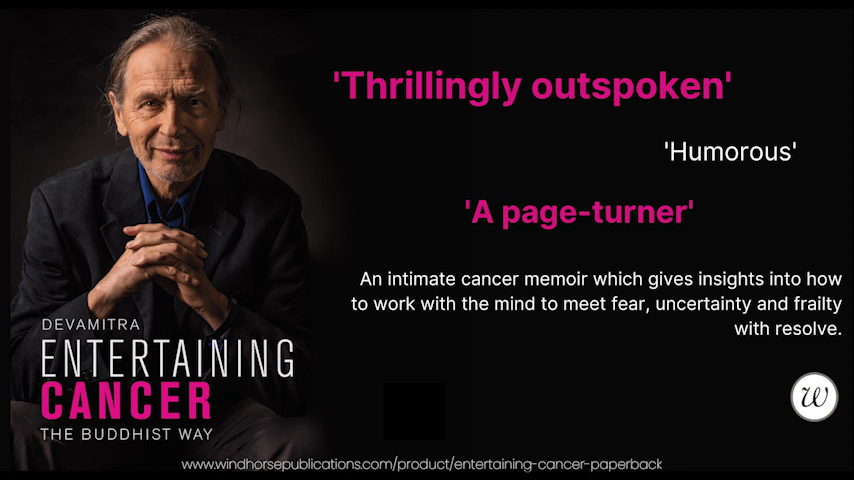 'Thrillingly outspoken'
'Humorous'
'A page-turner'
An intimate cancer memoir which gives insights into how
to work with the mind to meet fear, uncertainty and frailty
with resolve.
DEVAMITRA
ENTERTAINING
CANCER
THE BUDDHIST WAY
W
www.windhorsepublications.com/product/entertaining-cancer-paperback